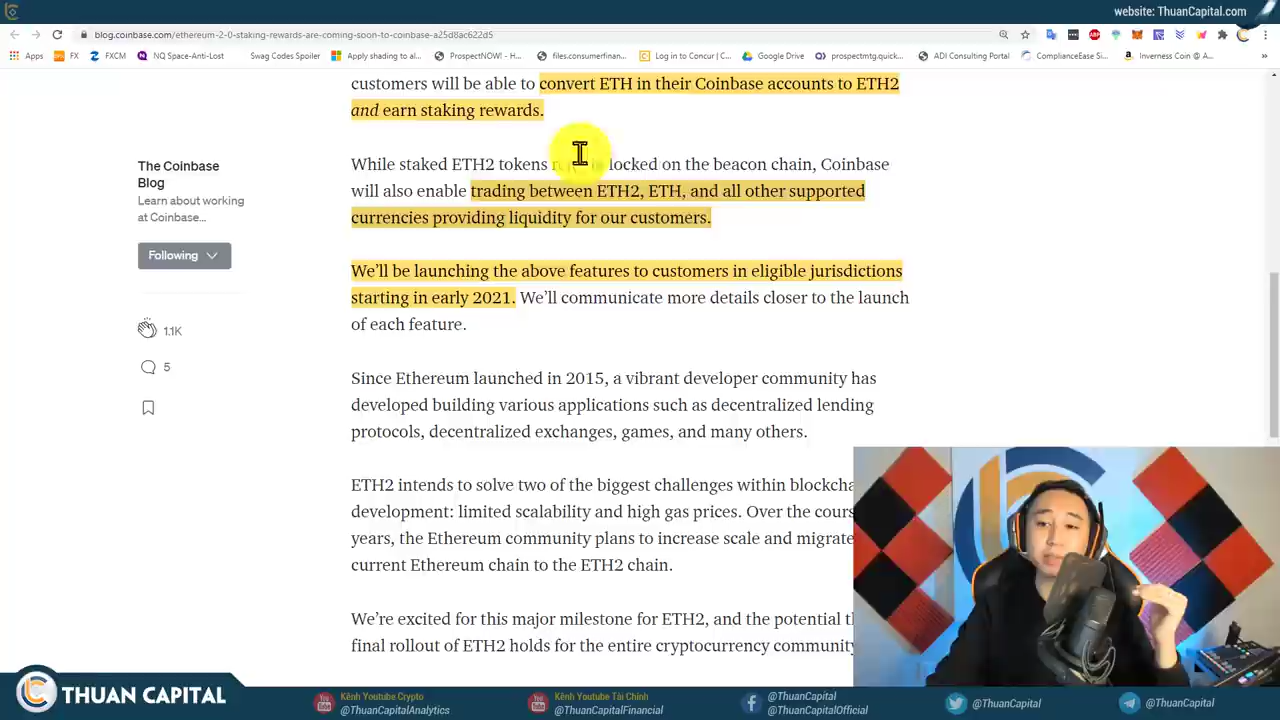 website: ThuanCapital.com
blog.coinbase.com/ethereum-2-0-staking-rewards-are-coming-soon-to-coinbase-a25d8ac622d5
Apps FX FXCM NQ Space-Anti-Lost Swag Codes Spoiler Apply shading to al... ProspectNOW! - ... files.consumerfinan... Log in to Concur | C... Google Drive prospectmtg.quick... ADI Consulting Portal ComplianceEase Si... Inverness Coin @ A... »
customers will be able to convert ETH in their Coinbase accounts to ETH2
and earn staking rewards.
The Coinbase
Blog
Learn about working
at Coinbase...
Following
1.1K
5
While staked ETH2 tokens locked on the beacon chain, Coinbase
will also enable trading between ETH2, ETH, and all other supported
currencies providing liquidity for our customers.
We'll be launching the above features to customers in eligible jurisdictions
starting in early 2021. We'll communicate more details closer to the launch
of each feature.
Since Ethereum launched in 2015, a vibrant developer community has
developed building various applications such as decentralized lending
protocols, decentralized exchanges, games, and many others.
ETH2 intends to solve two of the biggest challenges within blockcha
development: limited scalability and high gas prices. Over the cours
years, the Ethereum community plans to increase scale and migrate
current Ethereum chain to the ETH2 chain.
We're excited for this major milestone for ETH2, and the potential t
final rollout of ETH2 holds for the entire cryptocurrency community
THUAN CAPITAL
Kênh Youtube Crypto
@ThuanCapitalAnalytics
Kênh Youtube Tài Chính
@ThuanCapitalFinancial
@ThuanCapital
@ThuanCapitalOfficial
@ThuanCapital
@ThuanCapital